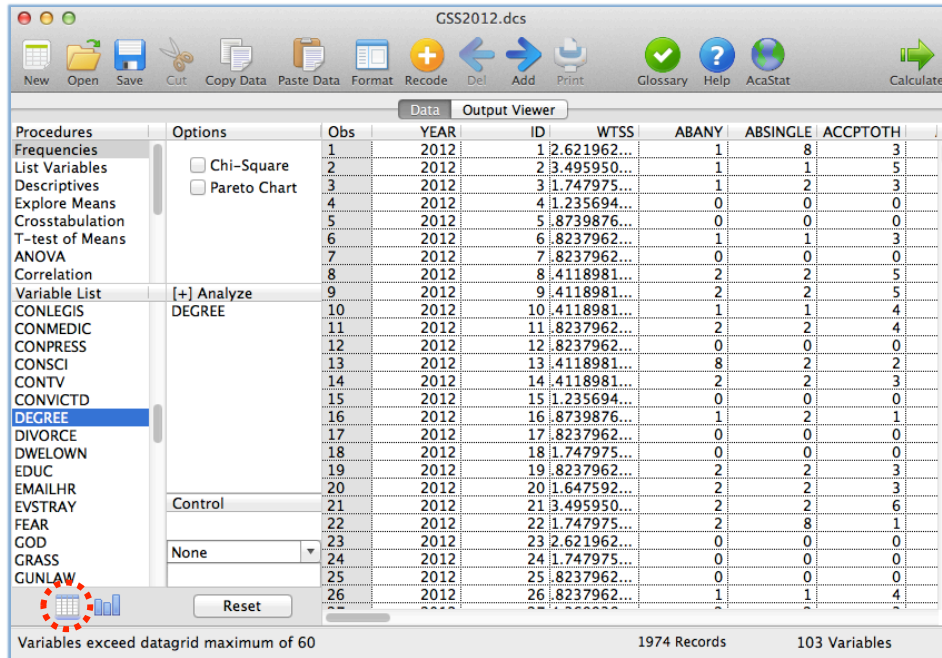 GSS2012.dcs
New Open Save Cut Copy Data Paste Data Format Recode Del Add Print Glossary Help AcaStat Calculate
Data Output Viewer
Procedures
Frequencies
List Variables
Descriptives
Explore Means
Crosstabulation
T-test of Means
ANOVA
Correlation
Options
Chi-Square
Pareto Chart
Variable List
CONLEGIS
CONMEDIC
CONPRESS
CONSCI
CONTV
CONVICTD
DEGREE
DIVORCE
DWELOWN
EDUC
EMAILHR
EVSTRAY
FEAR
GOD
GRASS
GUNLAW
[+] Analyze
DEGREE
Control
None
Reset
Obs YEAR ID WTSS ABANY ABSINGLE ACCPTOTH
1 2012 1 2.621962... 1 8 3
2 2012 2 3.495950... 1 1 5
3 2012 3 1.747975... 1 2 3
4 2012 4 1.235694... 0 0 0
5 2012 5 .8739876... 0 0 0
6 2012 6 .8237962... 1 1 3
7 2012 7 .8237962... 0 0 0
8 2012 8 .4118981... 2 2 5
9 2012 9 .4118981... 2 2 5
10 2012 10 .4118981... 1 1 4
11 2012 11 .8237962... 2 2 4
12 2012 12 .8237962... 0 0 0
13 2012 13 .4118981... 8 2 2
14 2012 14 .4118981... 2 2 3
15 2012 15 1.235694... 0 0 0
16 2012 16 .8739876... 1 2 1
17 2012 17 .8237962... 0 0 0
18 2012 18 1.747975... 0 0 0
19 2012 19 .8237962... 2 2 3
20 2012 20 1.647592... 2 2 3
21 2012 21 3.495950... 2 2 6
22 2012 22 1.747975... 2 8 1
23 2012 23 2.621962... 0 0 0
24 2012 24 1.747975... 0 0 0
25 2012 25 .8237962... 0 0 0
26 2012 26 .8237962... 1 1 4
Variables exceed datagrid maximum of 60 1974 Records 103 Variables